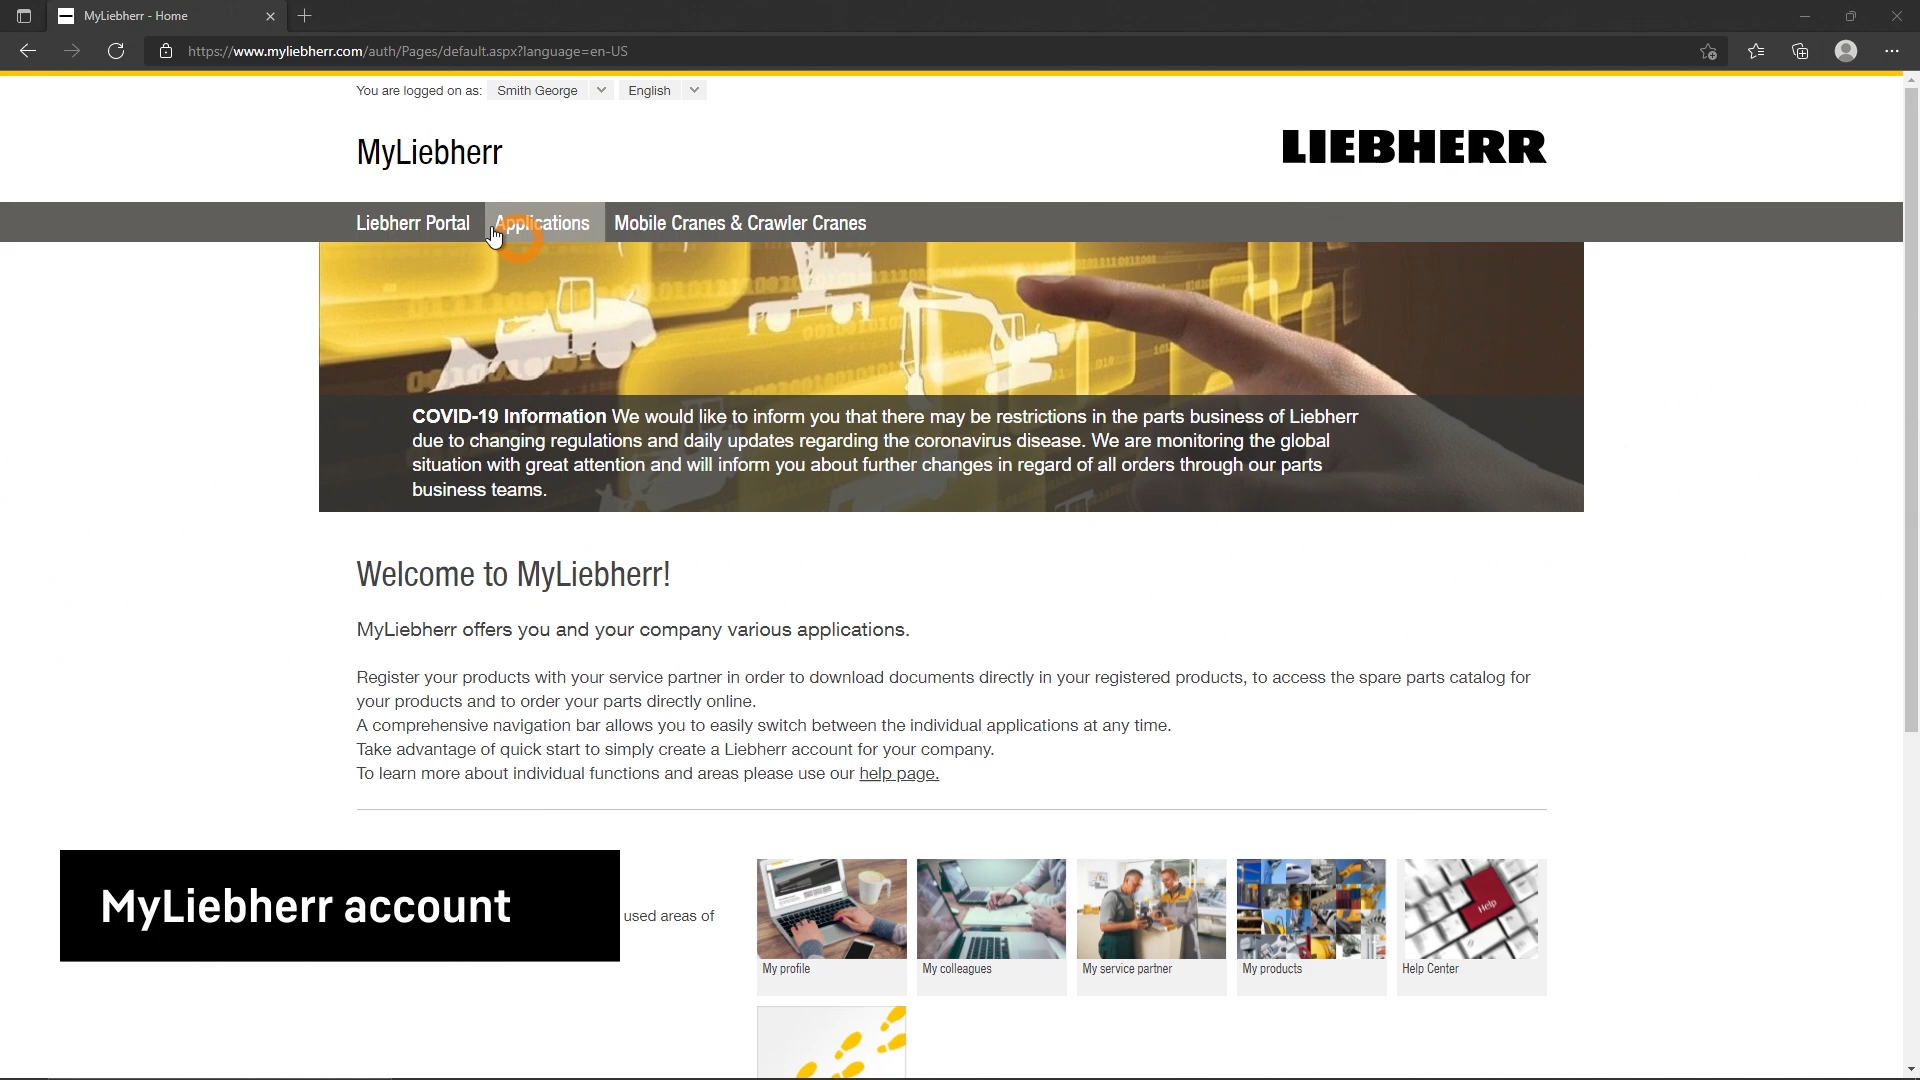 MyLiebherr - Home
https://www.myliebherr.com/auth/Pages/default.aspx?language=en-US
You are logged on as: Smith George English
MyLiebherr
LIEBHERR
Liebherr Portal Applications Mobile Cranes & Crawler Cranes
COVID-19 Information We would like to inform you that there may be restrictions in the parts business of Liebherr
due to changing regulations and daily updates regarding the coronavirus disease. We are monitoring the global
situation with great attention and will inform you about further changes in regard of all orders through our parts
business teams.
Welcome to MyLiebherr!
MyLiebherr offers you and your company various applications.
Register your products with your service partner in order to download documents directly in your registered products, to access the spare parts catalog for
your products and to order your parts directly online.
A comprehensive navigation bar allows you to easily switch between the individual applications at any time.
Take advantage of quick start to simply create a Liebherr account for your company.
To learn more about individual functions and areas please use our help page.
MyLiebherr account
used areas of
Help
My profile
My colleagues
My service partner
My products
Help Center